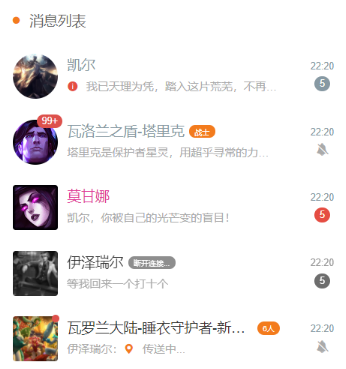 消息列表
凯尔 22:20
我已天理为凭，踏入这片荒芜，不再... 5
99+
瓦洛兰之盾-塔里克 战士 22:20
塔里克是保护者星灵，用超乎寻常的力...
莫甘娜 22:20
凯尔，你被自己的光芒变的盲目！ 5
伊泽瑞尔 断开连接... 22:20
等我回来一个打十个 5
瓦罗兰大陆-睡衣守护者-新... 6人 22:20
伊泽瑞尔： 传送中...